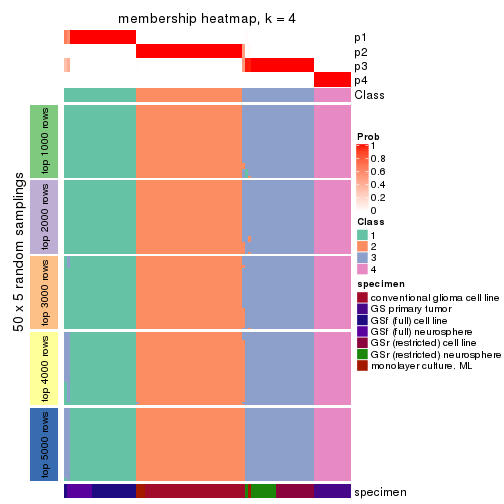 membership heatmap, k = 4
p1
p2
p3
p4
Class
50 x 5 random samplings
top 1000 rows
top 2000 rows
top 3000 rows
top 4000 rows
top 5000 rows
Prob
1
0.8
0.6
0.4
0.2
0
Class
1
2
3
4
specimen
conventional glioma cell line
GS primary tumor
GSf (full) cell line
GSf (full) neurosphere
GSr (restricted) cell line
GSr (restricted) neurosphere
monolayer culture, ML
specimen